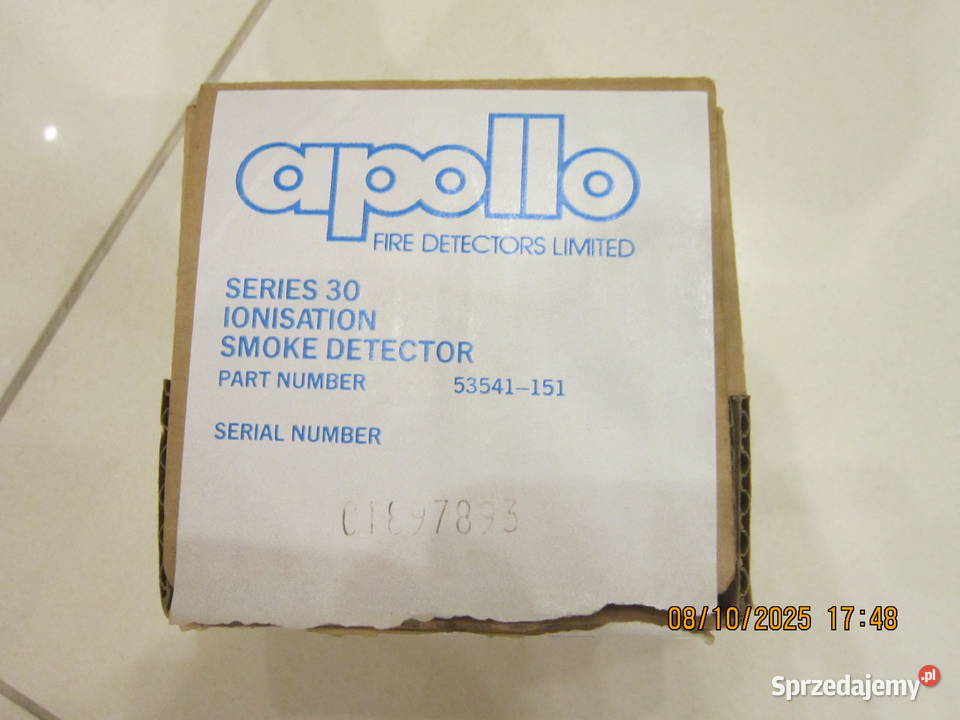 apollo
FIRE DETECTORS LIMITED
SERIES 30
IONISATION
SMOKE DETECTOR
PART NUMBER 53541-151
SERIAL NUMBER
08/10/2025 17:48
Sprzedajemy.pl